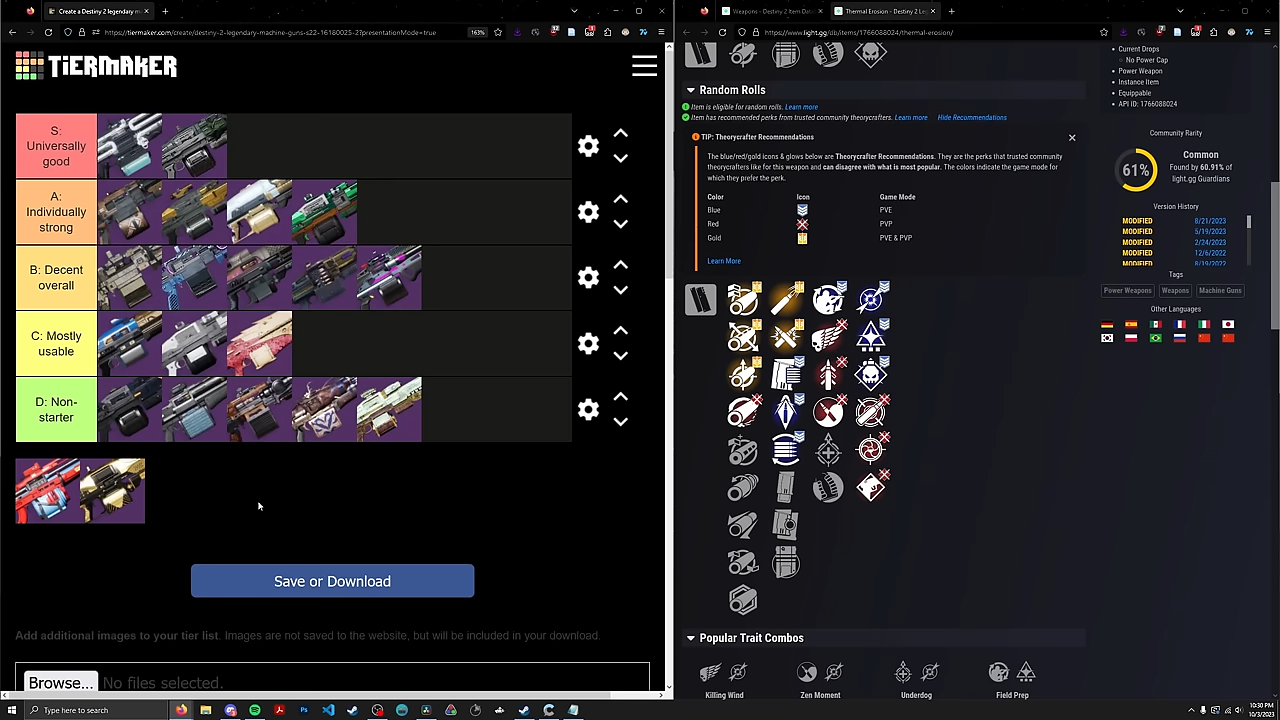 Create a Destiny 2 legendary m
https://tiermaker.com/create/destiny-2-legendary-machine-guns-s22-16180025-2?presentationMode=true
163%
TIERMAKER
S:
Universally
good
A:
Individually
strong
B: Decent
overall
C: Mostly
usable
D: Non-
starter
Save or Download
Add additional images to your tier list. Images are not saved to the website, but will be included in your download.
Browse...
No files selected.
Weapons - Destiny 2 Item Dat
Thermal Erosion - Destiny 2 Le
https://www.light.gg/db/items/1766088024/thermal-erosion/
Random Rolls
Item is eligible for random rolls. Learn more
Item has recommended perks from trusted community theorycrafters. Learn more Hide Recommendations
TIP: Theorycrafter Recommendations
The blue/red/gold icons & glows below are Theorycrafter Recommendations. They are the perks that trusted community
theorycrafters like for this weapon and can disagree with what is most popular. The colors indicate the game mode for
which they prefer the perk.
Color Icon Game Mode
Blue PVE
Red PVP
Gold PVE & PVP
Learn More
Popular Trait Combos
Killing Wind
Zen Moment
Underdog
Field Prep
Current Drops
No Power Cap
Power Weapon
Instance Item
Equippable
API ID: 1766088024
Community Rarity
61%
Common
Found by 60.91% of
light.gg Guardians
Version History
MODIFIED 8/21/2023
MODIFIED 5/19/2023
MODIFIED 2/24/2023
MODIFIED 12/6/2022
MODIFIED 8/19/2022
Tags
Power Weapons
Weapons
Machine Guns
Other Languages
Type here to search
10:30 PM
10/3/2023